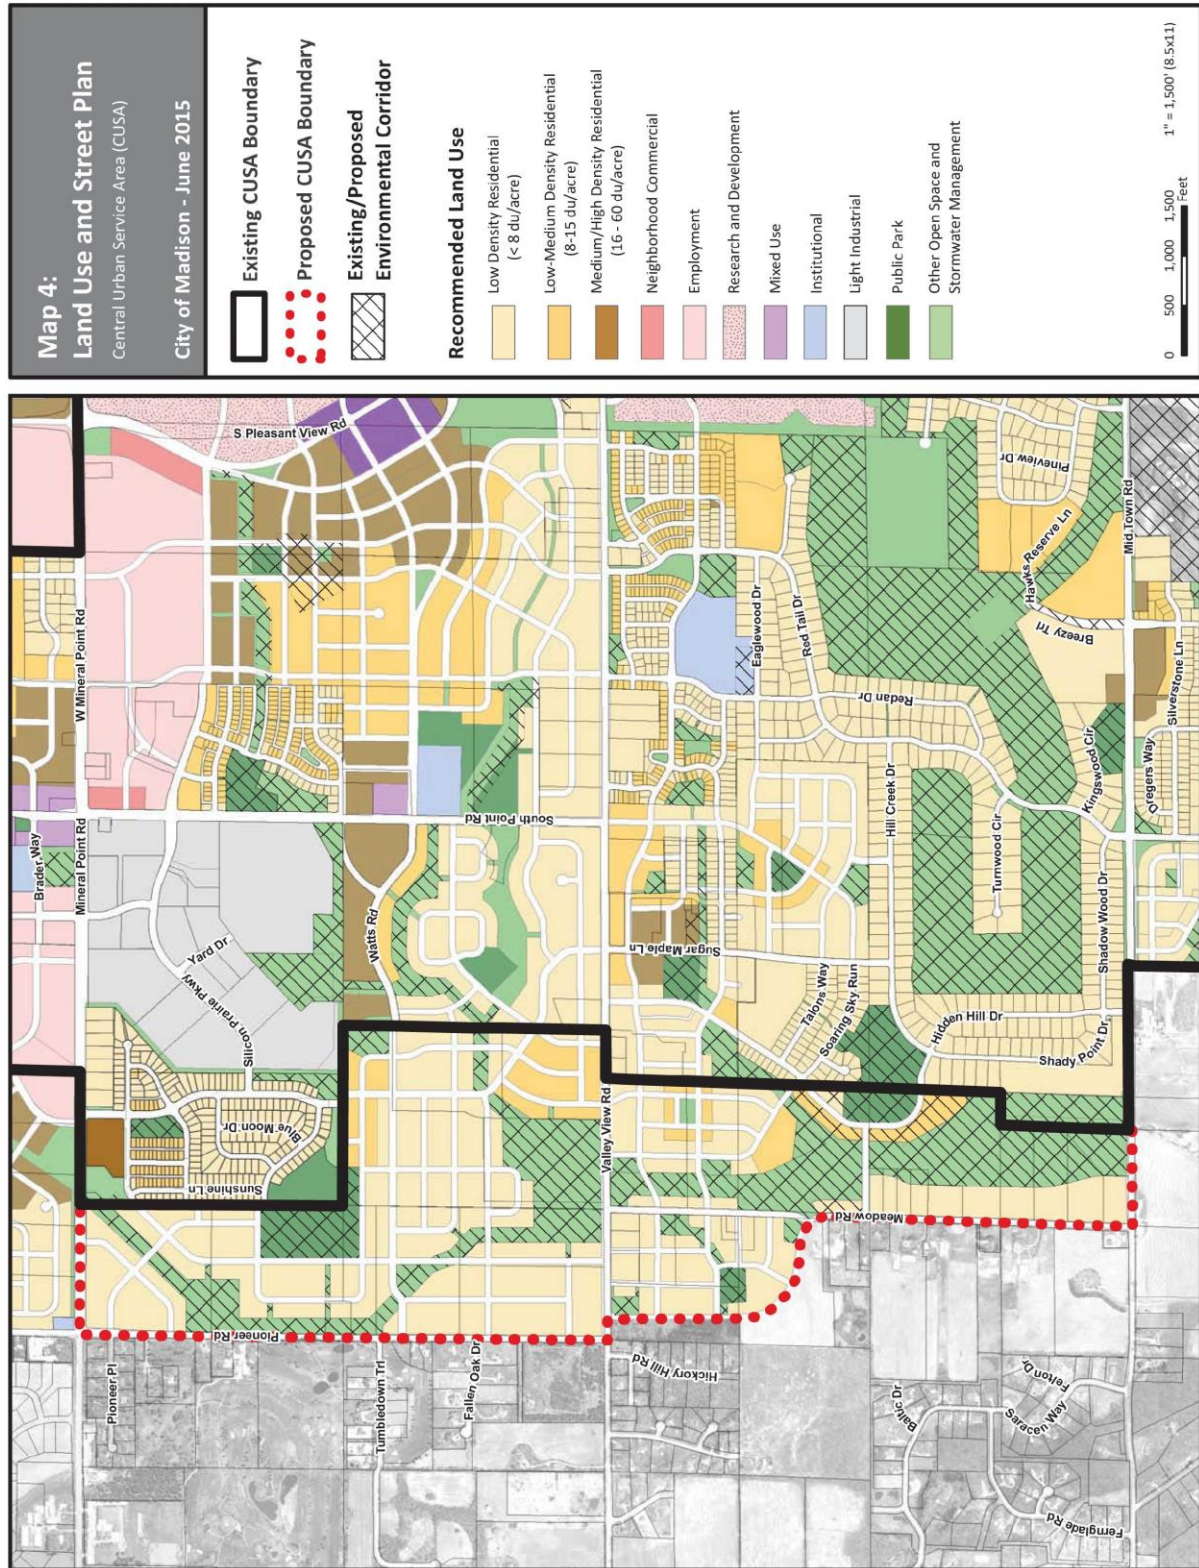 Map 4:
Land Use and Street Plan
Central Urban Service Area (CUSA)
City of Madison - June 2015
Existing CUSA Boundary
Proposed CUSA Boundary
Existing/Proposed
Environmental Corridor
Recommended Land Use
Low Density Residential
(< 8 du/acre)
Low-Medium Density Residential
(8-15 du/acre)
Medium/High Density Residential
(16 - 60 du/acre)
Neighborhood Commercial
Employment
Research and Development
Mixed Use
Institutional
Light Industrial
Public Park
Other Open Space and
Stormwater Management
0 500 1,000 1,500
Feet
1" = 1,500' (8.5x11)
S Pleasant View Rd
W Mineral Point Rd
Mineral Point Rd
Brader Way
South Point Rd
Watts Rd
Yard Dr
Silicon Prairie Pkwy
Blue Moon Dr
Sunshine Ln
Pioneer Rd
Pioneer Pl
Tumbledown Trl
Fallen Oak Dr
Valley View Rd
Hickory Hill Rd
Sugar Maple Ln
Talons Way
Soaring Sky Run
Eaglewood Dr
Red Tail Dr
Redan Dr
Hill Creek Dr
Turnwood Cir
Hidden Hill Dr
Shady Point Dr
Shadow Wood Dr
Kingswood Cir
Dregers Way
Silverstone Ln
Breezy Trl
Hawks Reserve Ln
Pineview Dr
Mid Town Rd
Meadow Rd
Baltic Dr
Saracen Way
Felton Dr
Fernglade Rd